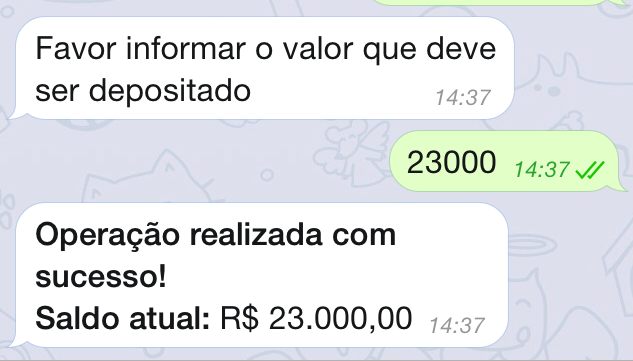 Favor informar o valor que deve
ser depositado
14:37
23000 14:37
Operação realizada com
sucesso!
Saldo atual: R$ 23.000,00 14:37